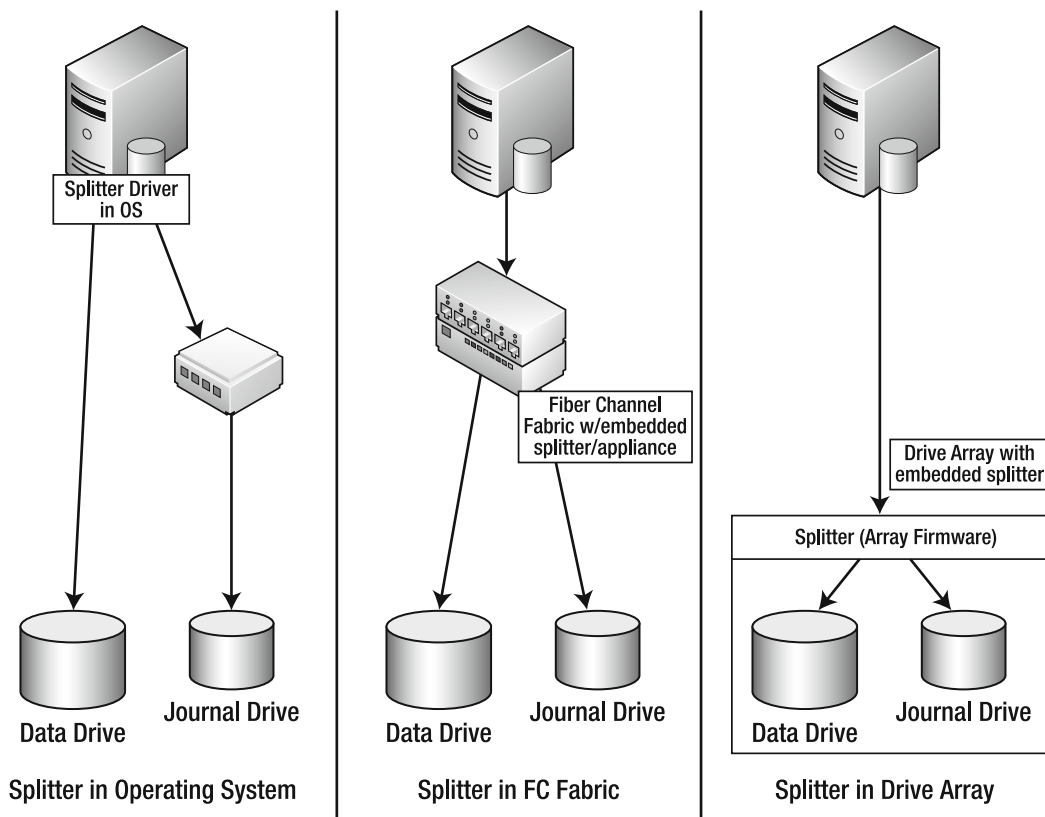 Splitter Driver
in OS
Data Drive
Journal Drive
Splitter in Operating System
Fiber Channel
Fabric w/embedded
splitter/appliance
Data Drive
Journal Drive
Splitter in FC Fabric
Drive Array with
embedded splitter
Splitter (Array Firmware)
Data Drive
Journal Drive
Splitter in Drive Array